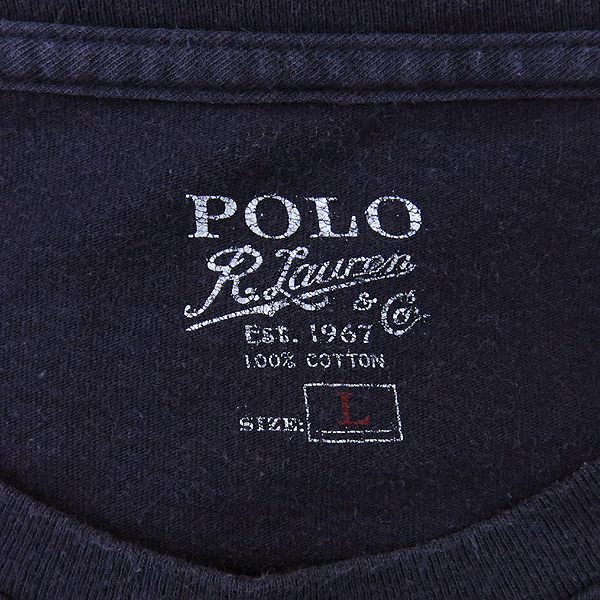 POLO
R. Lauren
& Co
EST. 1967
100% COTTON
SIZE: L